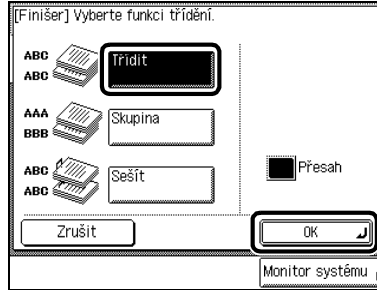 [Finišer] Vyberte funkci třídění.
ABC
ABC
Třídit
AAA
BBB
Skupina
ABC
ABC
Sešít
Přesah
Zrušit
OK
Monitor systému